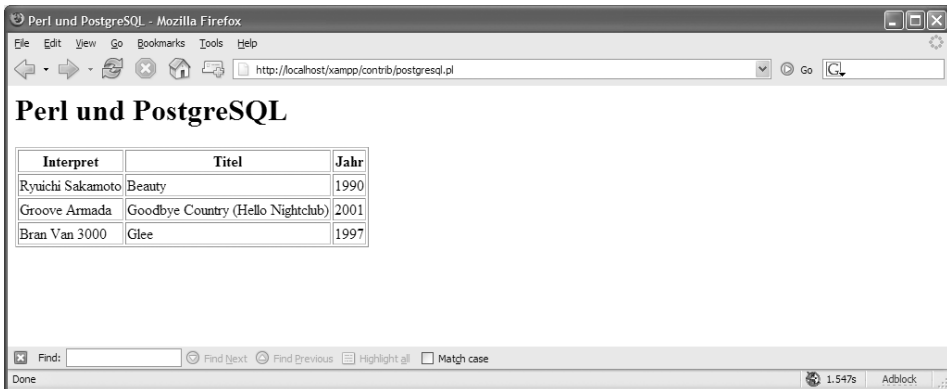 Perl und PostgreSQL - Mozilla Firefox
File Edit View Go Bookmarks Tools Help
http://localhost/xampp/contrib/postgresql.pl Go G
Perl und PostgreSQL
Interpret Titel Jahr
Ryuichi Sakamoto Beauty 1990
Groove Armada Goodbye Country (Hello Nightclub) 2001
Bran Van 3000 Glee 1997
Find: Find Next Find Previous Highlight all Match case
Done 1.547s Adblock